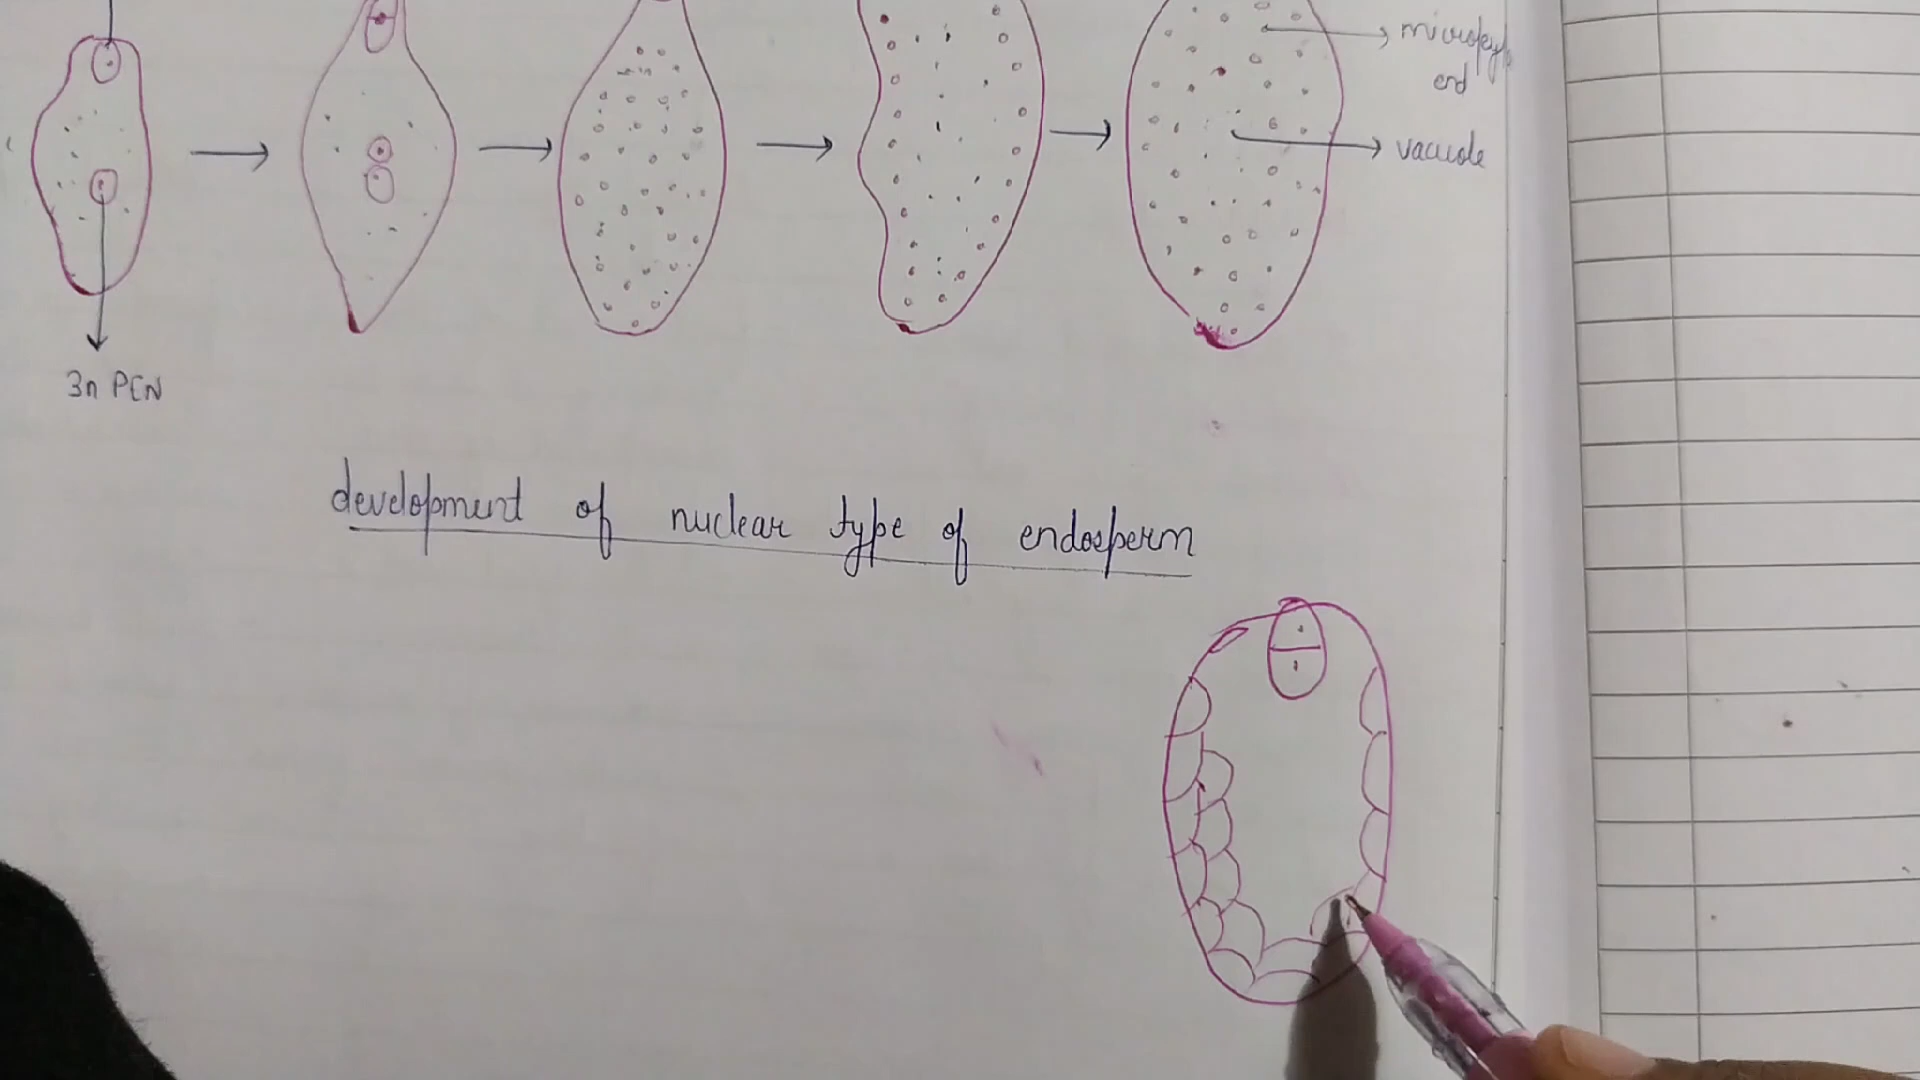 micropyle
end
vacuole
3n PEN
development of nuclear type of endosperm